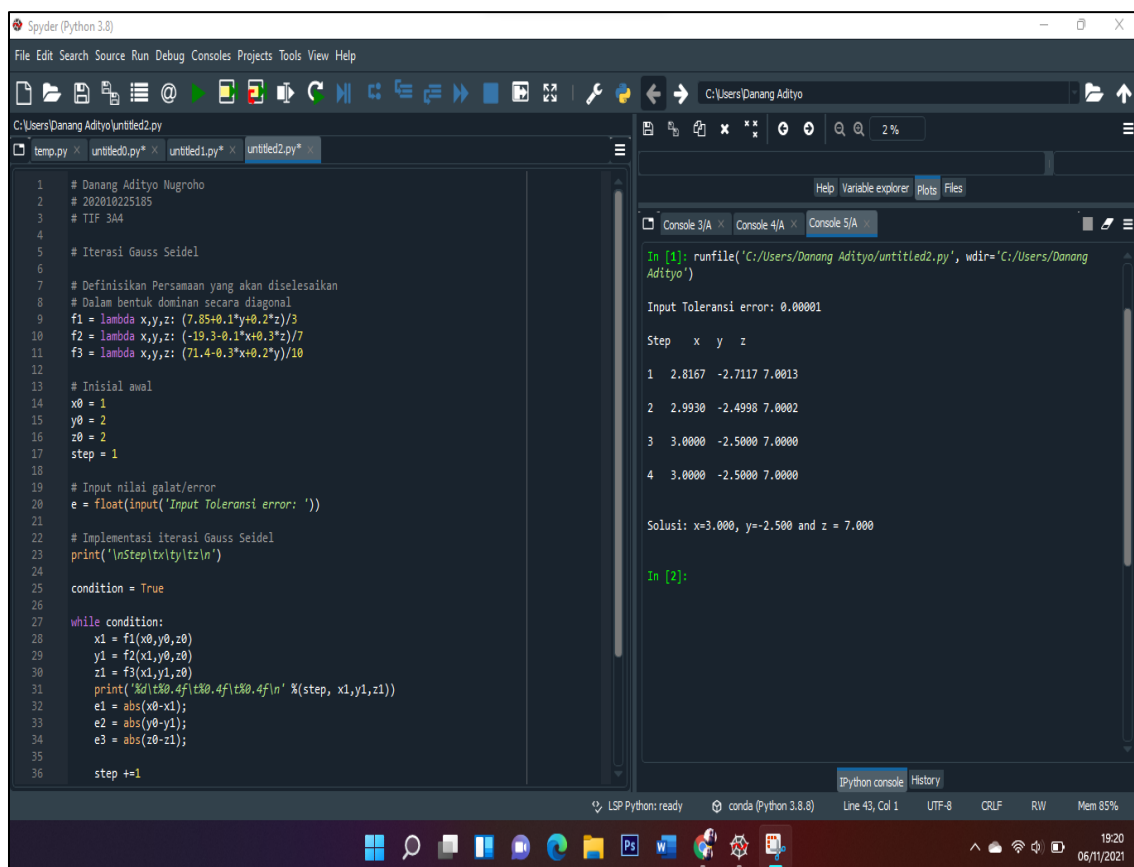 Spyder (Python 3.8)
File Edit Search Source Run Debug Consoles Projects Tools View Help
C:\Users\Danang Adityo
C:\Users\Danang Adityo\untitled2.py
temp.py untitled0.py* untitled1.py* untitled2.py*
1 # Danang Adityo Nugroho
2 # 202010225185
3 # TIF 3A4
4
5 # Iterasi Gauss Seidel
6
7 # Definisikan Persamaan yang akan diselesaikan
8 # Dalam bentuk dominan secara diagonal
9 f1 = lambda x,y,z: (7.85+0.1*y+0.2*z)/3
10 f2 = lambda x,y,z: (-19.3-0.1*x+0.3*z)/7
11 f3 = lambda x,y,z: (71.4-0.3*x+0.2*y)/10
12
13 # Inisial awal
14 x0 = 1
15 y0 = 2
16 z0 = 2
17 step = 1
18
19 # Input nilai galat/error
20 e = float(input('Input Toleransi error: '))
21
22 # Implementasi iterasi Gauss Seidel
23 print('\nStep\tx\ty\tz\n')
24
25 condition = True
26
27 while condition:
28 x1 = f1(x0,y0,z0)
29 y1 = f2(x1,y0,z0)
30 z1 = f3(x1,y1,z0)
31 print('%d\t%0.4f\t%0.4f\t%0.4f\n' %(step, x1,y1,z1))
32 e1 = abs(x0-x1);
33 e2 = abs(y0-y1);
34 e3 = abs(z0-z1);
35
36 step +=1
2 %
Help Variable explorer Plots Files
Console 3/A Console 4/A Console 5/A
In [1]: runfile('C:/Users/Danang Adityo/untitled2.py', wdir='C:/Users/Danang
Adityo')
Input Toleransi error: 0.00001
Step x y z
1 2.8167 -2.7117 7.0013
2 2.9930 -2.4998 7.0002
3 3.0000 -2.5000 7.0000
4 3.0000 -2.5000 7.0000
Solusi: x=3.000, y=-2.500 and z = 7.000
In [2]:
IPython console History
LSP Python: ready conda (Python 3.8.8) Line 43, Col 1 UTF-8 CRLF RW Mem 85%
Ps W
19:20
06/11/2021